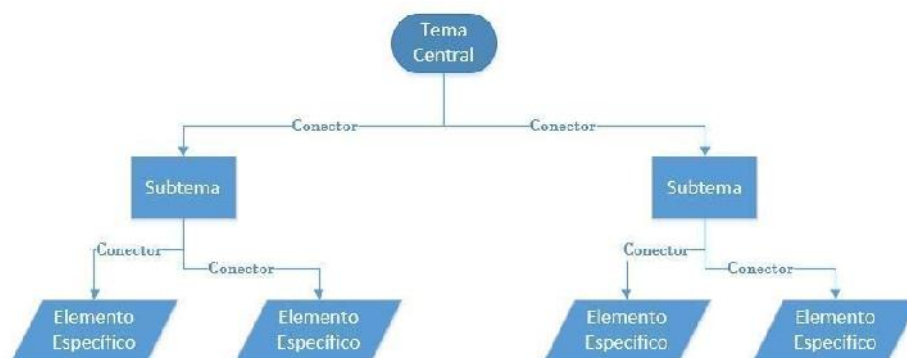 Tema
Central
Conector
Conector
Subtema
Subtema
Conector
Conector
Conector
Conector
Elemento
Específico
Elemento
Específico
Elemento
Específico
Elemento
Específico